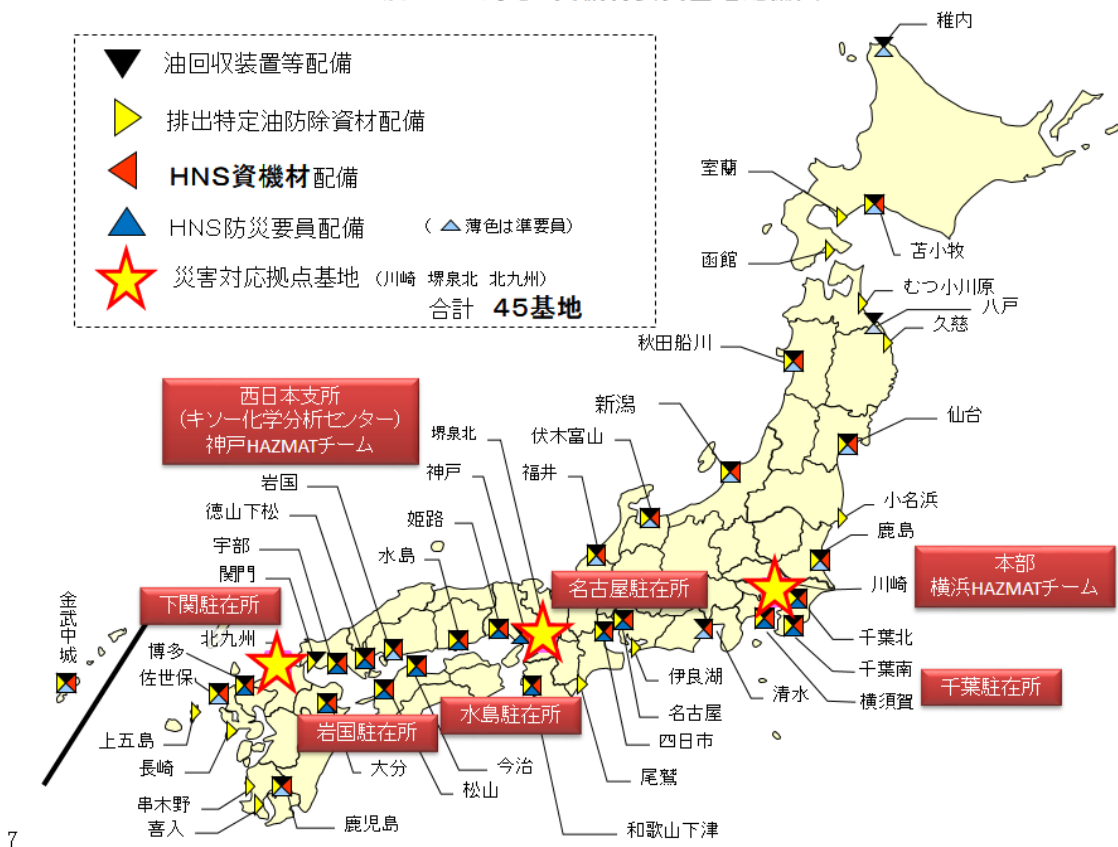 油回収装置等配備
排出特定油防除資材配備
HNS資機材配備
HNS防災要員配備 (薄色は準要員)
災害対応拠点基地 (川崎 堺泉北 北九州)
合計 45基地
稚内
室蘭
苫小牧
函館
むつ小川原
八戸
久慈
秋田船川
西日本支所
(キソー化学分析センター)
神戸HAZMATチーム
新潟
仙台
堺泉北
伏木富山
神戸
福井
岩国
小名浜
徳山下松
姫路
鹿島
水島
宇部
本部
横浜HAZMATチーム
関門
名古屋駐在所
川崎
下関駐在所
金武中城
北九州
千葉北
博多
佐世保
伊良湖
千葉南
清水
横須賀
千葉駐在所
水島駐在所
名古屋
岩国駐在所
四日市
上五島
長崎
大分
今治
尾鷲
松山
串木野
喜入
鹿児島
和歌山下津
7